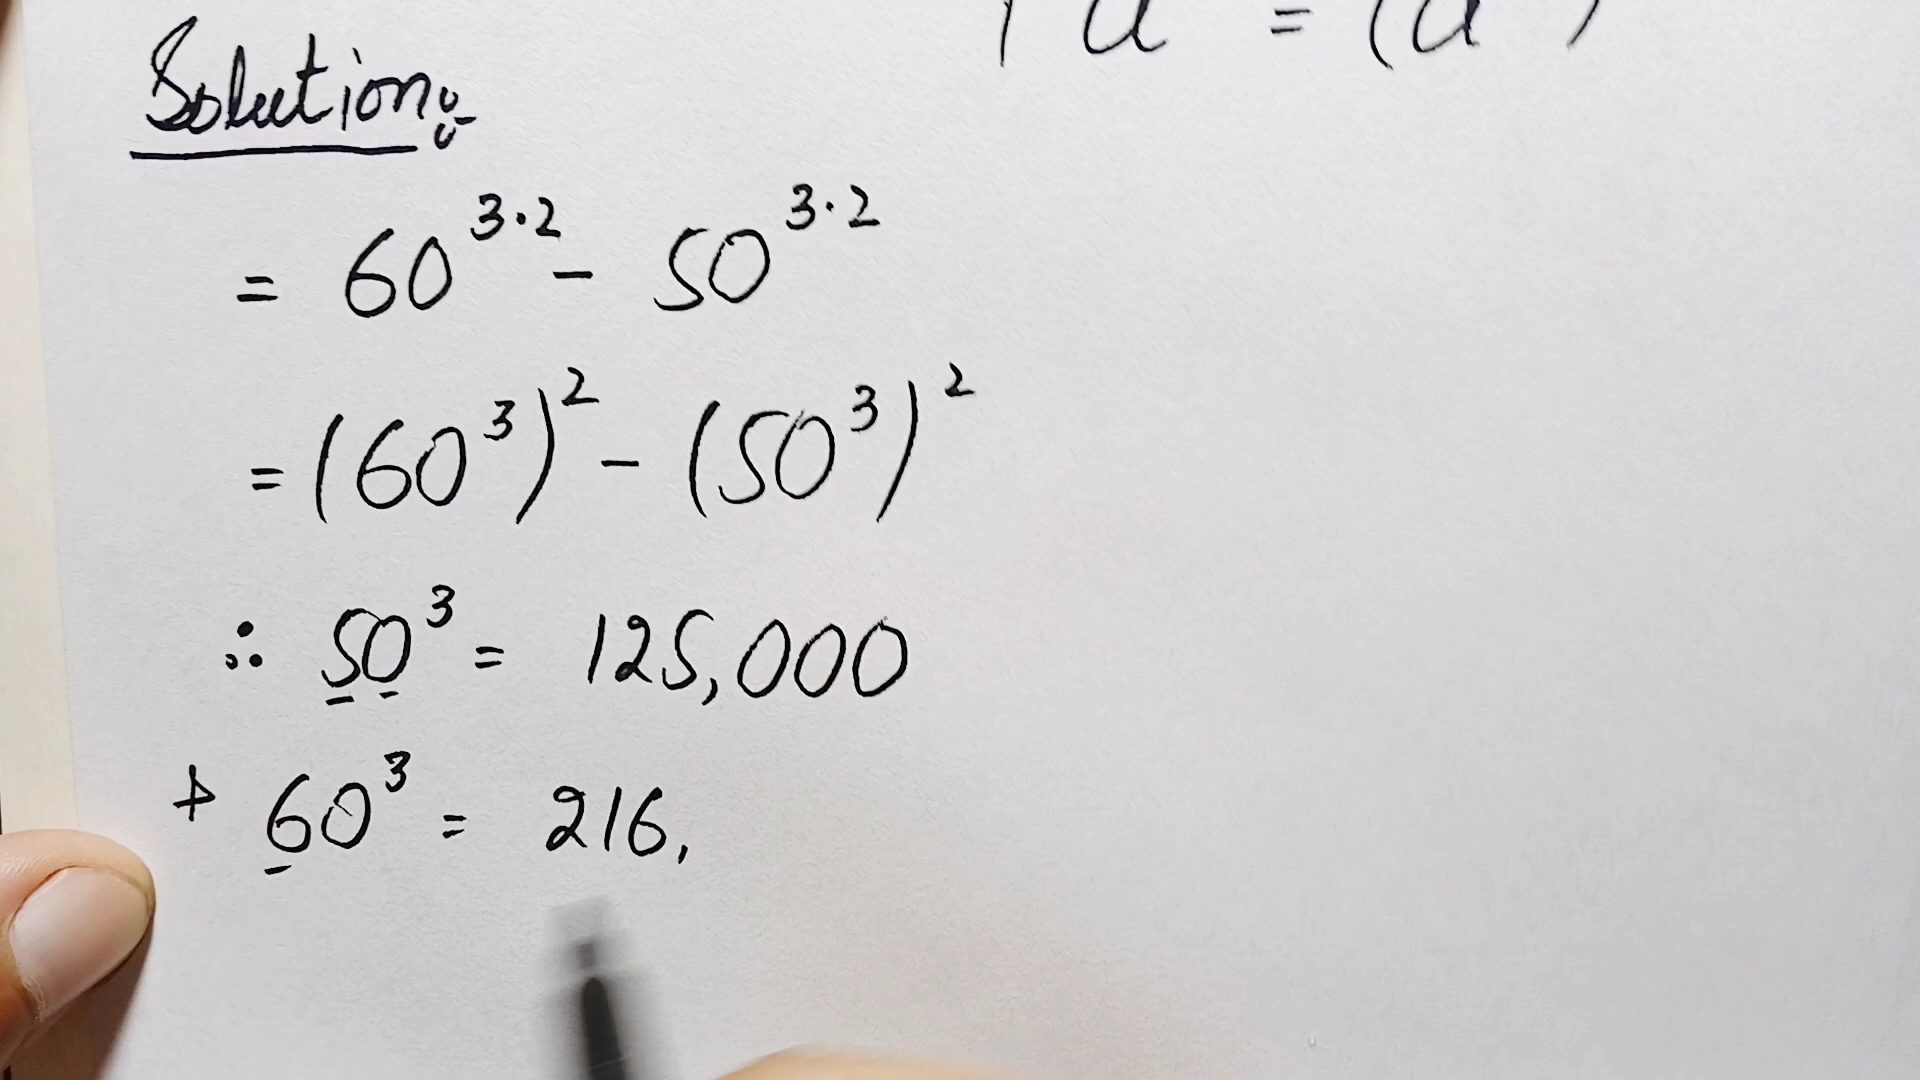 a = (a )
Solution:-
= 60^3·2 - 50^3·2
= (60^3)^2 - (50^3)^2
∴ 50^3 = 125,000
+ 60^3 = 216,